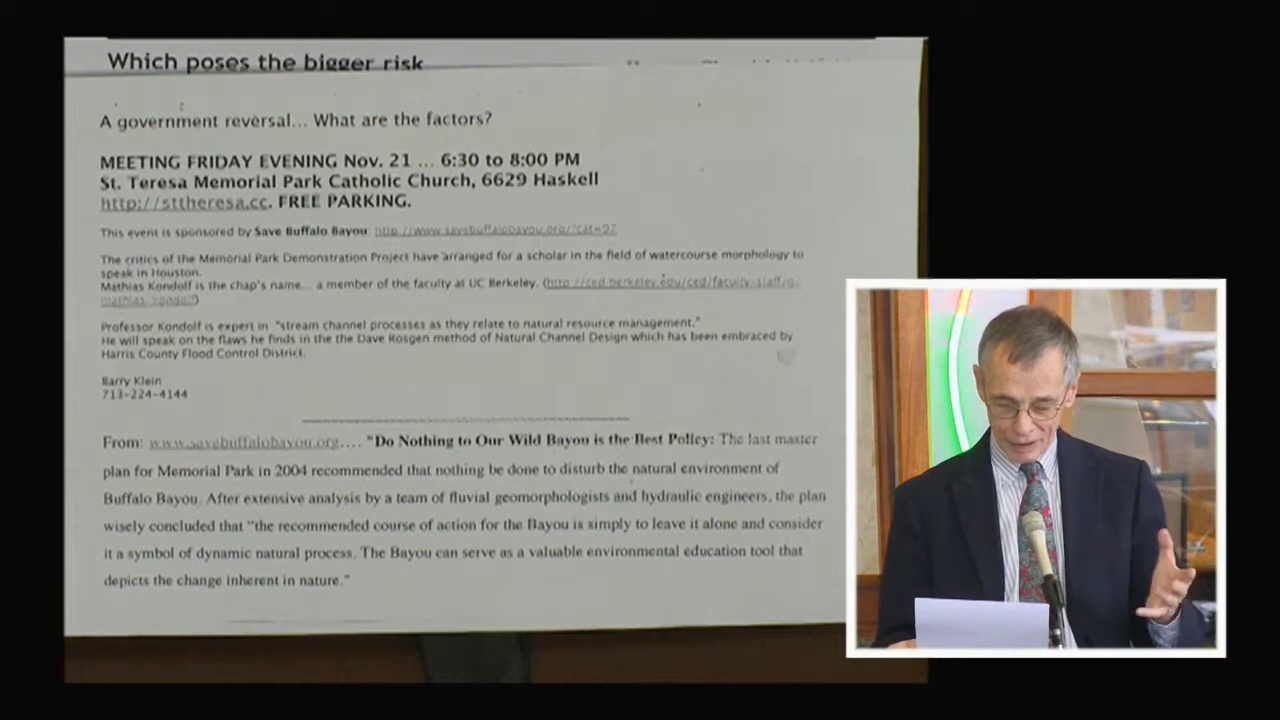 Which poses the bigger risk
A government reversal... What are the factors?
MEETING FRIDAY EVENING Nov. 21 ... 6:30 to 8:00 PM
St. Teresa Memorial Park Catholic Church, 6629 Haskell
http://sttheresa.cc. FREE PARKING.
This event is sponsored by Save Buffalo Bayou: http://www.savebuffalobayou.org/?cat=97
The critics of the Memorial Park Demonstration Project have arranged for a scholar in the field of watercourse morphology to
speak in Houston.
Mathias Kondolf is the chap's name... a member of the faculty at UC Berkeley. (http://ced.berkeley.edu/ced/faculty-staff/g-
mathias-kondolf)
Professor Kondolf is expert in "stream channel processes as they relate to natural resource management."
He will speak on the flaws he finds in the the Dave Rosgen method of Natural Channel Design which has been embraced by
Harris County Flood Control District.
Barry Klein
713-224-4144
From: www.savebuffalobayou.org.... "Do Nothing to Our Wild Bayou is the Best Policy: The last master
plan for Memorial Park in 2004 recommended that nothing be done to disturb the natural environment of
Buffalo Bayou. After extensive analysis by a team of fluvial geomorphologists and hydraulic engineers, the plan
wisely concluded that "the recommended course of action for the Bayou is simply to leave it alone and consider
it a symbol of dynamic natural process. The Bayou can serve as a valuable environmental education tool that
depicts the change inherent in nature."